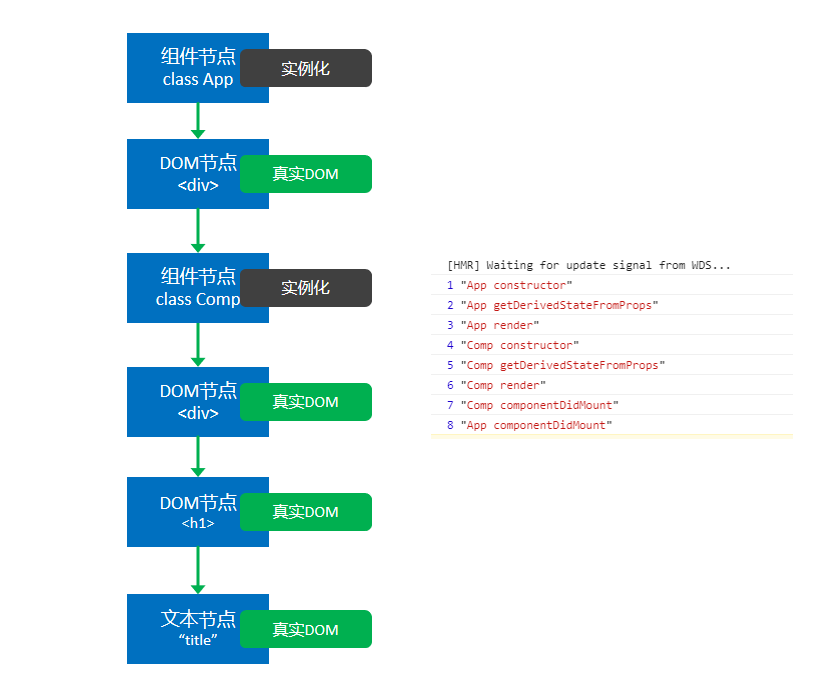 组件节点
class App
实例化
DOM节点
<div>
真实DOM
组件节点
class Comp
实例化
DOM节点
<div>
真实DOM
DOM节点
<h1>
真实DOM
文本节点
“title”
真实DOM
[HMR] Waiting for update signal from WDS...
1 "App constructor"
2 "App getDerivedStateFromProps"
3 "App render"
4 "Comp constructor"
5 "Comp getDerivedStateFromProps"
6 "Comp render"
7 "Comp componentDidMount"
8 "App componentDidMount"